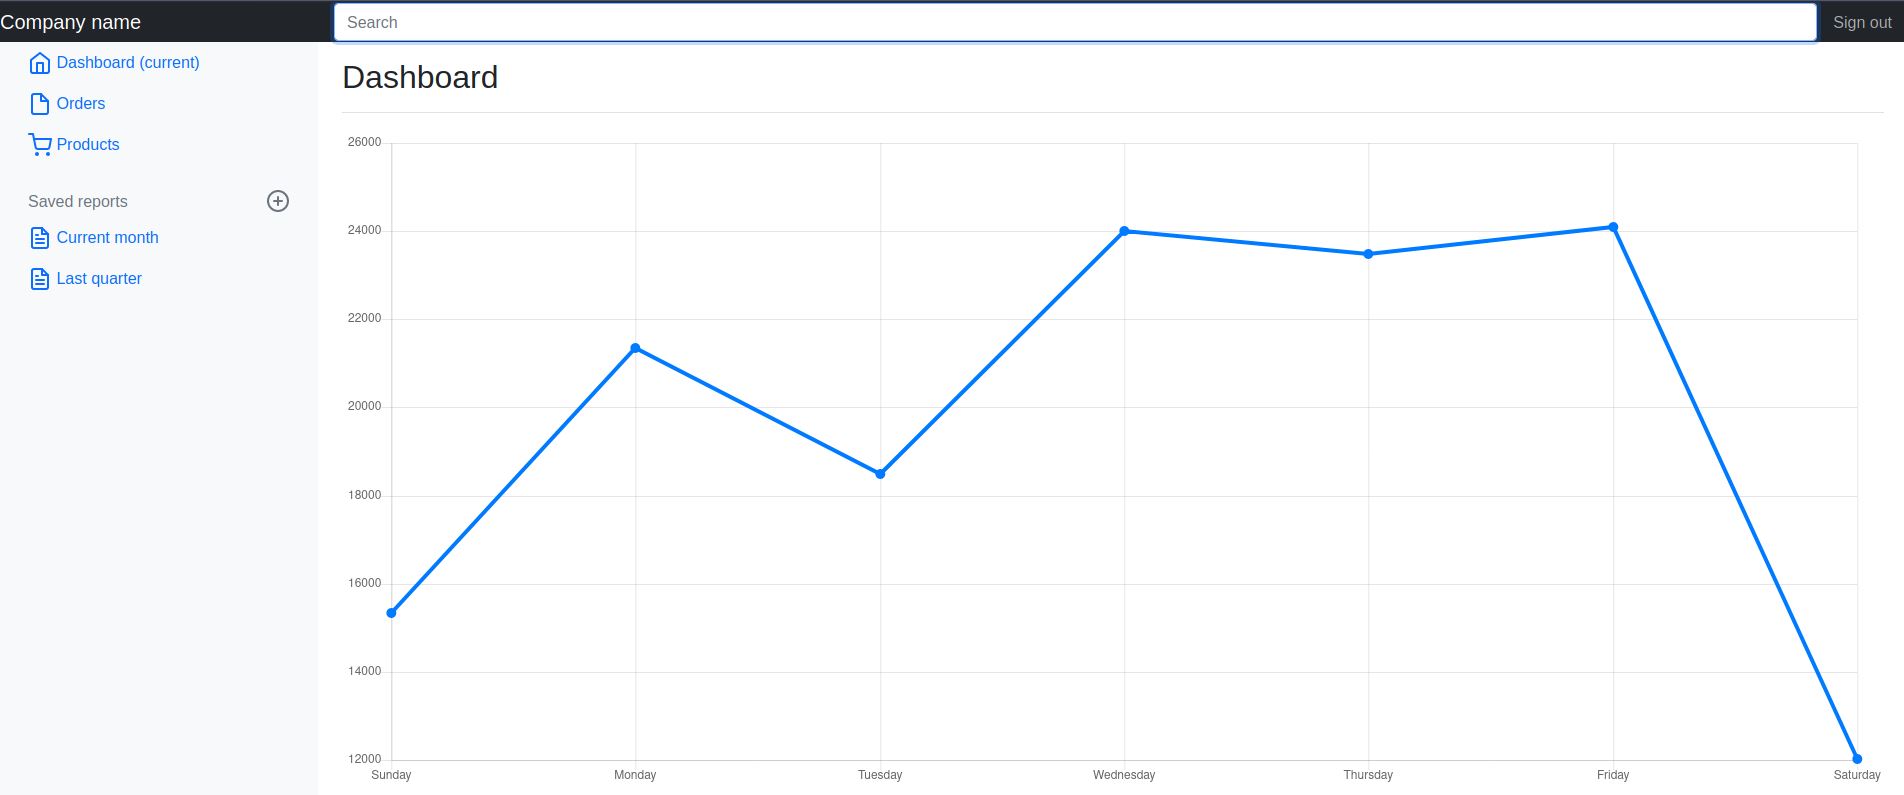 Company name
Search
Sign out
Dashboard (current)
Orders
Products
Saved reports
Current month
Last quarter
Dashboard
26000
24000
22000
20000
18000
16000
14000
12000
Sunday Monday Tuesday Wednesday Thursday Friday Saturday